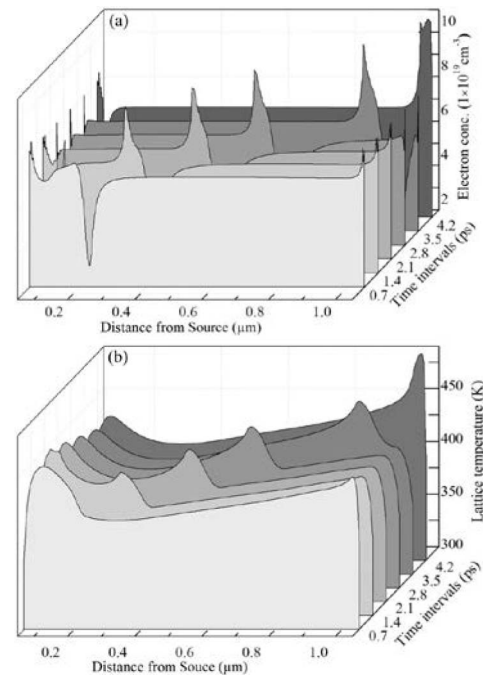 (a)
10
8
6
4
2
Electron conc. (1×10¹⁹cm⁻³)
4.2
3.5
2.8
2.1
1.4
0.7
Time intervals (ps)
0.2 0.4 0.6 0.8 1.0
Distance from Source (µm)
(b)
450
400
350
300
Lattice temperature (K)
4.2
3.5
2.8
2.1
1.4
0.7
Time intervals (ps)
0.2 0.4 0.6 0.8 1.0
Distance from Souce (µm)